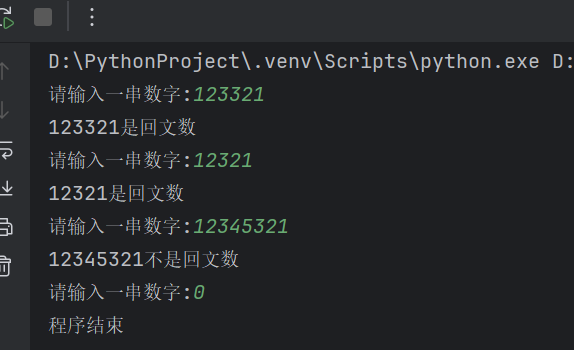 D:\PythonProject\.venv\Scripts\python.exe D:
请输入一串数字:123321
123321是回文数
请输入一串数字:12321
12321是回文数
请输入一串数字:12345321
12345321不是回文数
请输入一串数字:0
程序结束